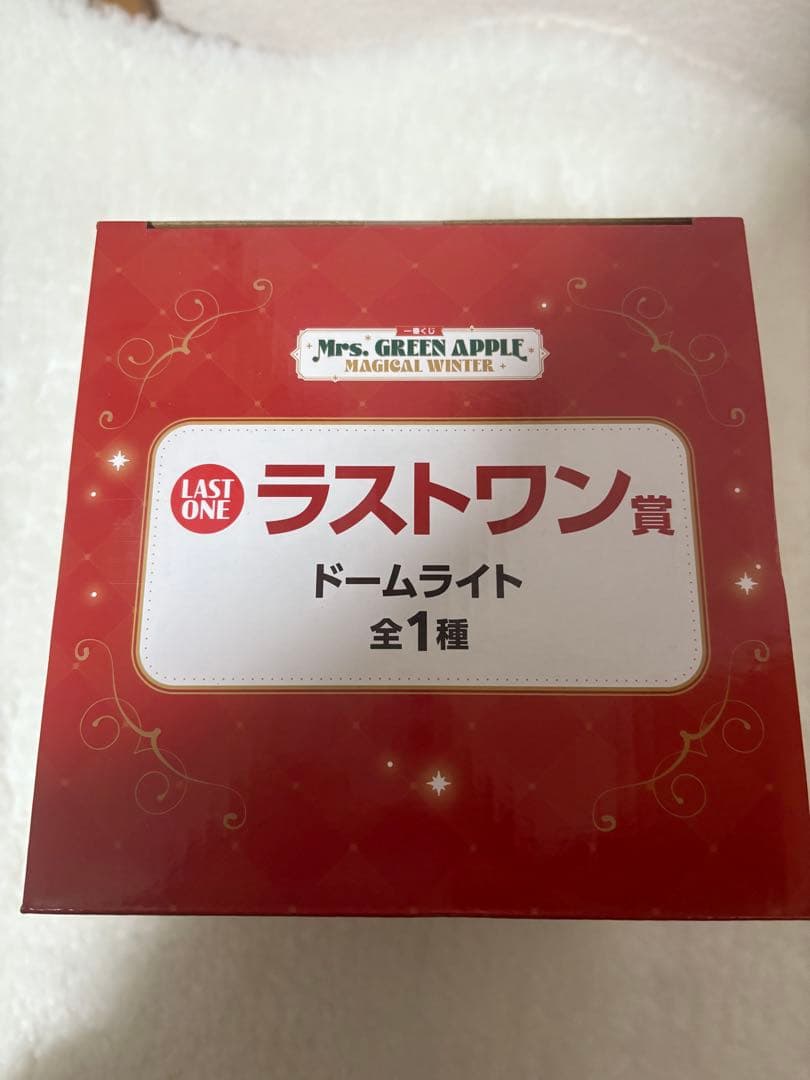 一番くじ
Mrs. GREEN APPLE
MAGICAL WINTER
LAST ONE ラストワン賞
ドームライト
全1種